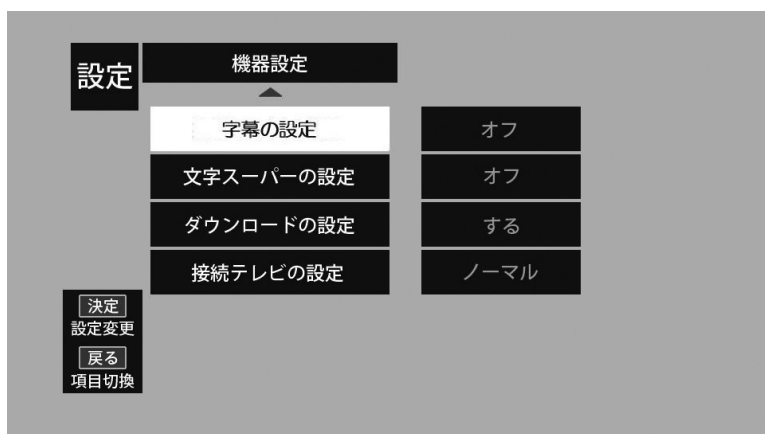 設定
機器設定
字幕の設定 オフ
文字スーパーの設定 オフ
ダウンロードの設定 する
接続テレビの設定 ノーマル
決定
設定変更
戻る
項目切換